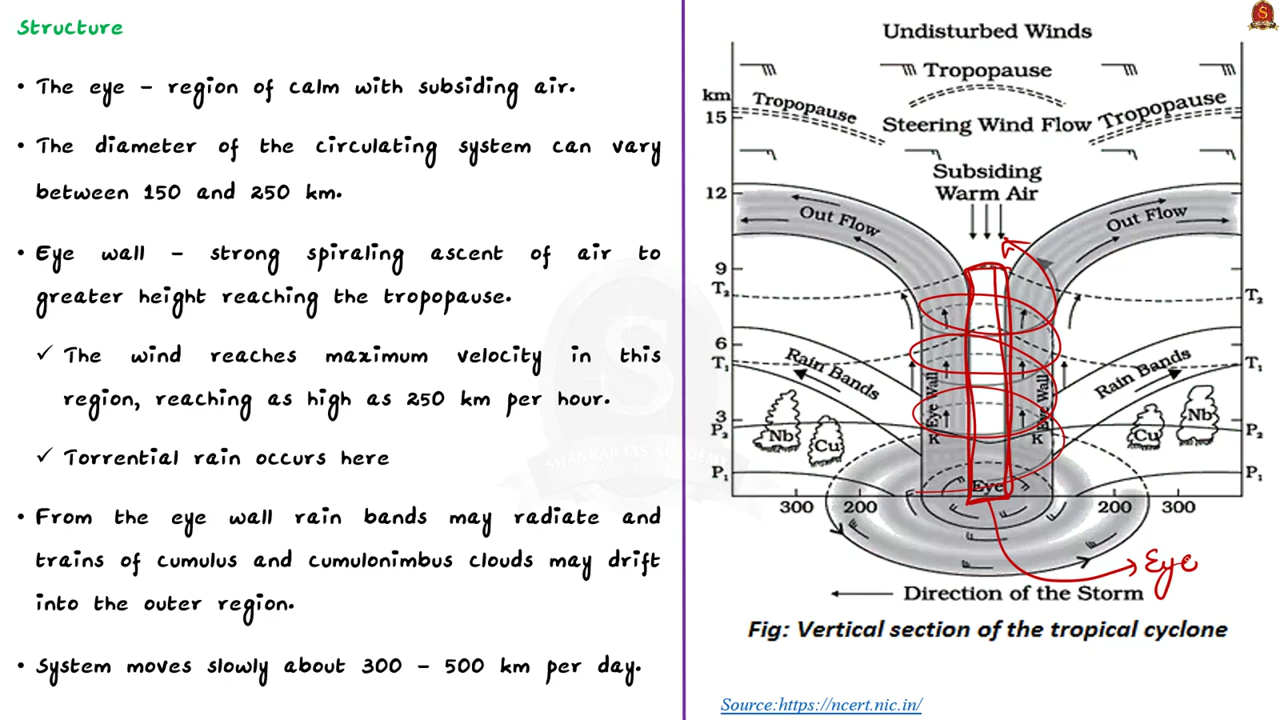 Structure
• The eye – region of calm with subsiding air.
• The diameter of the circulating system can vary
between 150 and 250 km.
• Eye wall – strong spiraling ascent of air to
greater height reaching the tropopause.
✓ The wind reaches maximum velocity in this
region, reaching as high as 250 km per hour.
✓ Torrential rain occurs here
• From the eye wall rain bands may radiate and
trains of cumulus and cumulonimbus clouds may drift
into the outer region.
• System moves slowly about 300 – 500 km per day.
SHANKAR IAS ACADEMY
Undisturbed Winds
Tropopause
km
Tropopause
Tropopause
15
Steering Wind Flow
Subsiding
Warm Air
12
Out Flow
Out Flow
9
T₂
T₂
6
T₁
T₁
Rain Bands
Rain Bands
Eye Wall
Eye Wall
3
P₂
P₂
Nb
Cu
K
K
Cu
Nb
P₁
P₁
Eye
300
200
200
300
Eye
Direction of the Storm
Fig: Vertical section of the tropical cyclone
Source:https://ncert.nic.in/